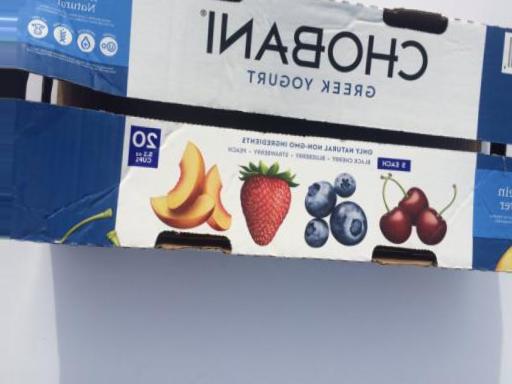 CHOBANI®
GREEK YOGURT
Natural
ONLY NATURAL NON-GMO INGREDIENTS
5 EACH
BLACK CHERRY • BLUEBERRY • STRAWBERRY • PEACH
20
5.3 oz
CUPS